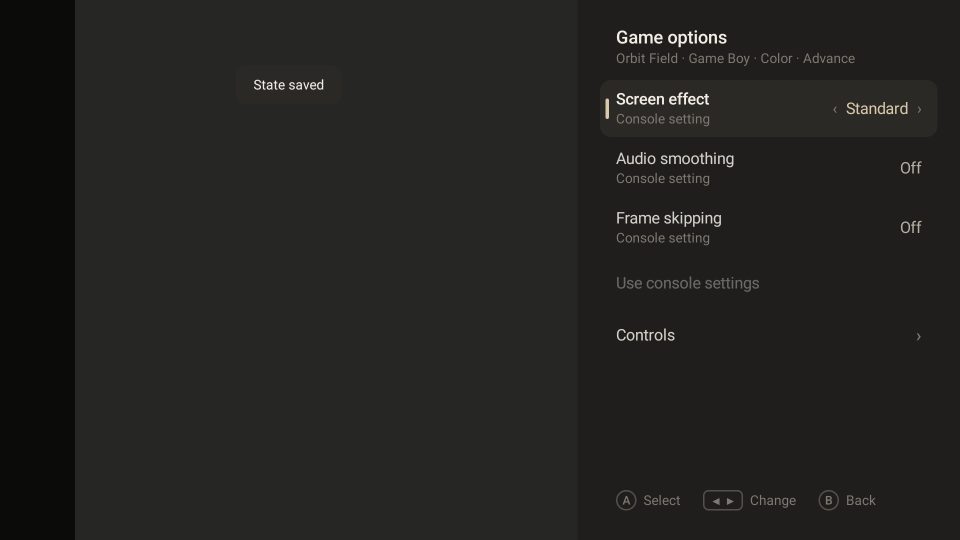 Game options
Orbit Field · Game Boy · Color · Advance
State saved
Screen effect
Console setting
‹ Standard ›
Audio smoothing
Console setting
Off
Frame skipping
Console setting
Off
Use console settings
Controls ›
A Select ◄ ► Change B Back